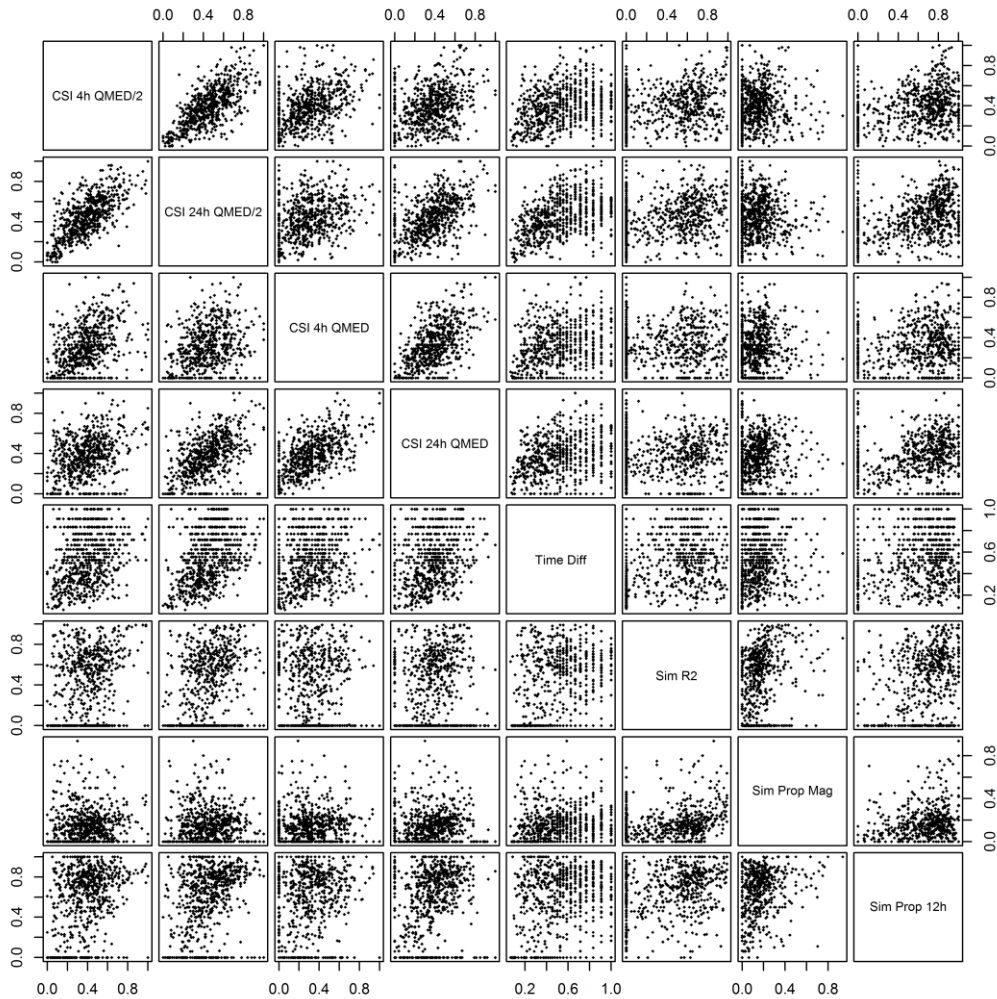 0.0 0.4 0.8 0.0 0.4 0.8 0.0 0.4 0.8 0.0 0.4 0.8
CSI 4h QMED/2
0.0 0.4 0.8
0.0 0.4 0.8
CSI 24h QMED/2
CSI 4h QMED
0.0 0.4 0.8
0.0 0.4 0.8
CSI 24h QMED
Time Diff
0.2 0.6 1.0
0.0 0.4 0.8
Sim R2
Sim Prop Mag
0.0 0.4 0.8
0.0 0.4 0.8
Sim Prop 12h
0.0 0.4 0.8 0.0 0.4 0.8 0.2 0.6 1.0 0.0 0.4 0.8